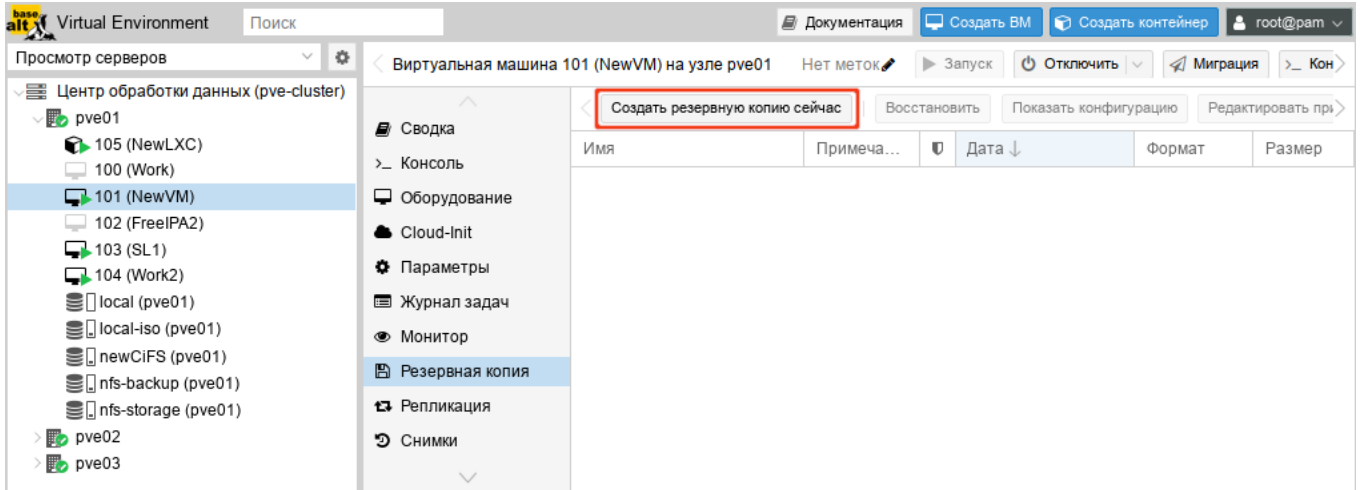 base alt Virtual Environment Поиск Документация Создать ВМ Создать контейнер root@pam
Просмотр серверов
Центр обработки данных (pve-cluster)
pve01
105 (NewLXC)
100 (Work)
101 (NewVM)
102 (FreeIPA2)
103 (SL1)
104 (Work2)
local (pve01)
local-iso (pve01)
newCiFS (pve01)
nfs-backup (pve01)
nfs-storage (pve01)
pve02
pve03
Виртуальная машина 101 (NewVM) на узле pve01 Нет меток Запуск Отключить Миграция >_ Кон
Сводка
>_ Консоль
Оборудование
Cloud-Init
Параметры
Журнал задач
Монитор
Резервная копия
Репликация
Снимки
Создать резервную копию сейчас Восстановить Показать конфигурацию Редактировать при
Имя Примеча... Дата ↓ Формат Размер